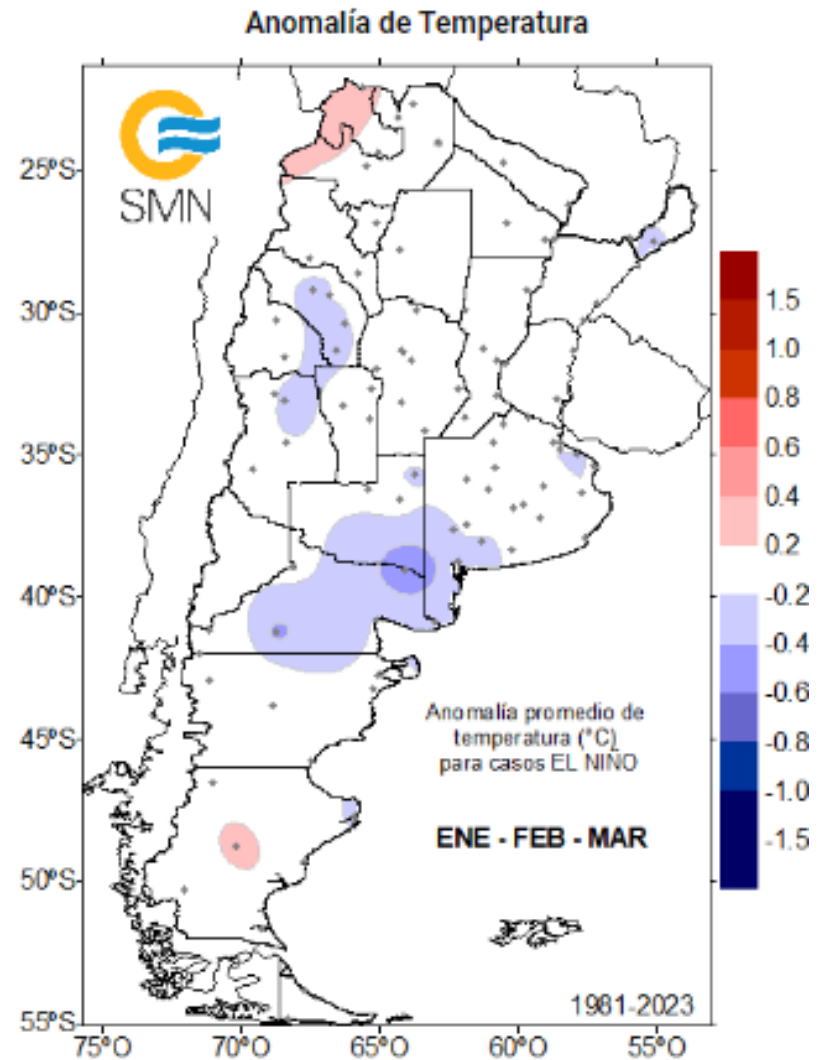 Anomalía de Temperatura
SMN
25ºS
30ºS
35ºS
40ºS
45ºS
50ºS
55ºS
75ºO 70ºO 65ºO 60ºO 55ºO
1.5
1.0
0.8
0.6
0.4
0.2
-0.2
-0.4
-0.6
-0.8
-1.0
-1.5
Anomalía promedio de
temperatura (°C)
para casos EL NIÑO
ENE - FEB - MAR
1981-2023